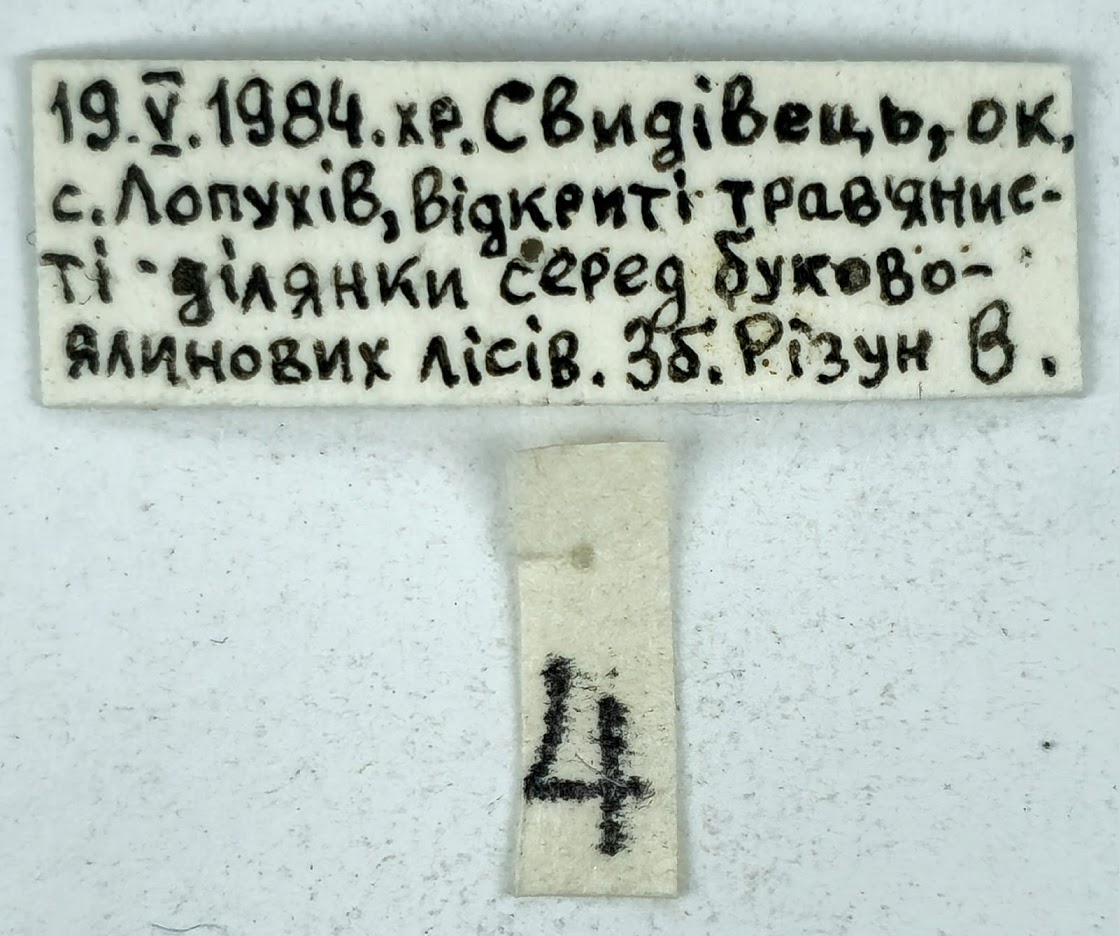 19.V.1984. хр. Свидівець, ок.
с. Лопухів, відкриті трав'янис-
ті ділянки серед буково-
ялинових лісів. Зб. Різун В.
4